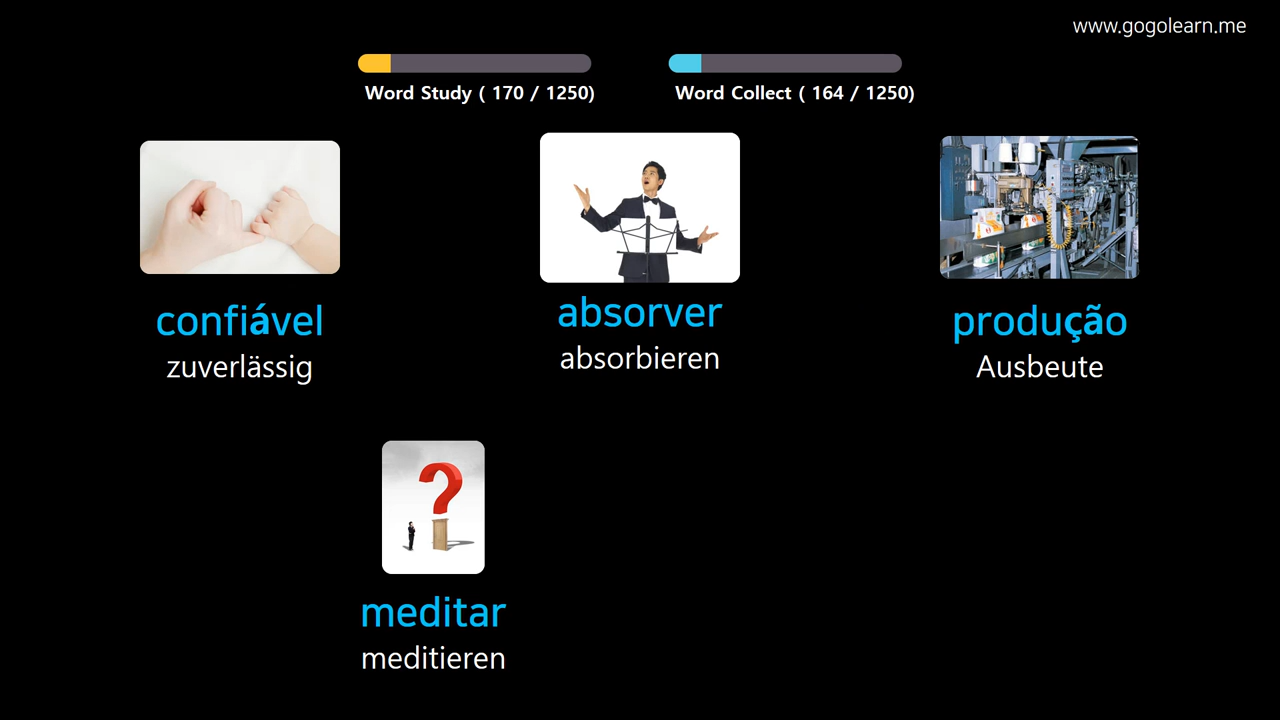 www.gogolearn.me
Word Study ( 170 / 1250)
Word Collect ( 164 / 1250)
confiável
zuverlässig
absorver
absorbieren
produção
Ausbeute
meditar
meditieren